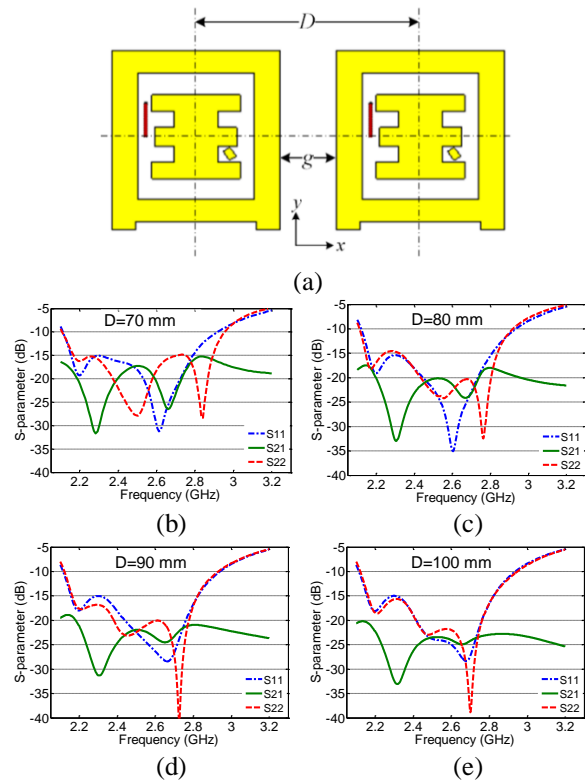 D
g
y
x
(a)
D=70 mm
-5
-10
-15
-20
-25
-30
-35
-40
S-parameter (dB)
S11
S21
S22
2.2 2.4 2.6 2.8 3 3.2
Frequency (GHz)
(b)
D=80 mm
-5
-10
-15
-20
-25
-30
-35
-40
S-parameter (dB)
S11
S21
S22
2.2 2.4 2.6 2.8 3 3.2
Frequency (GHz)
(c)
D=90 mm
-5
-10
-15
-20
-25
-30
-35
-40
S-parameter (dB)
S11
S21
S22
2.2 2.4 2.6 2.8 3 3.2
Frequency (GHz)
(d)
D=100 mm
-5
-10
-15
-20
-25
-30
-35
-40
S-parameter (dB)
S11
S21
S22
2.2 2.4 2.6 2.8 3 3.2
Frequency (GHz)
(e)